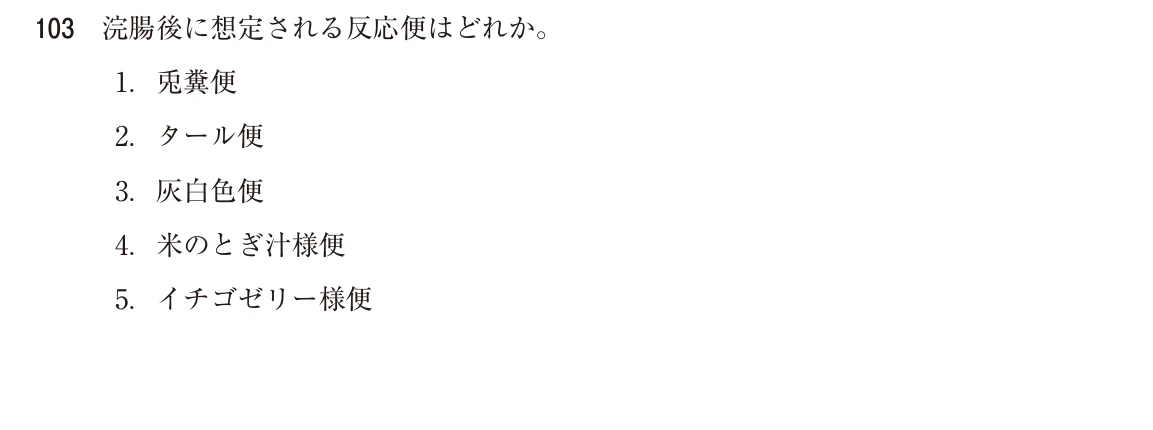 103 浣腸後に想定される反応便はどれか。
1. 兎糞便
2. タール便
3. 灰白色便
4. 米のとぎ汁様便
5. イチゴゼリー様便